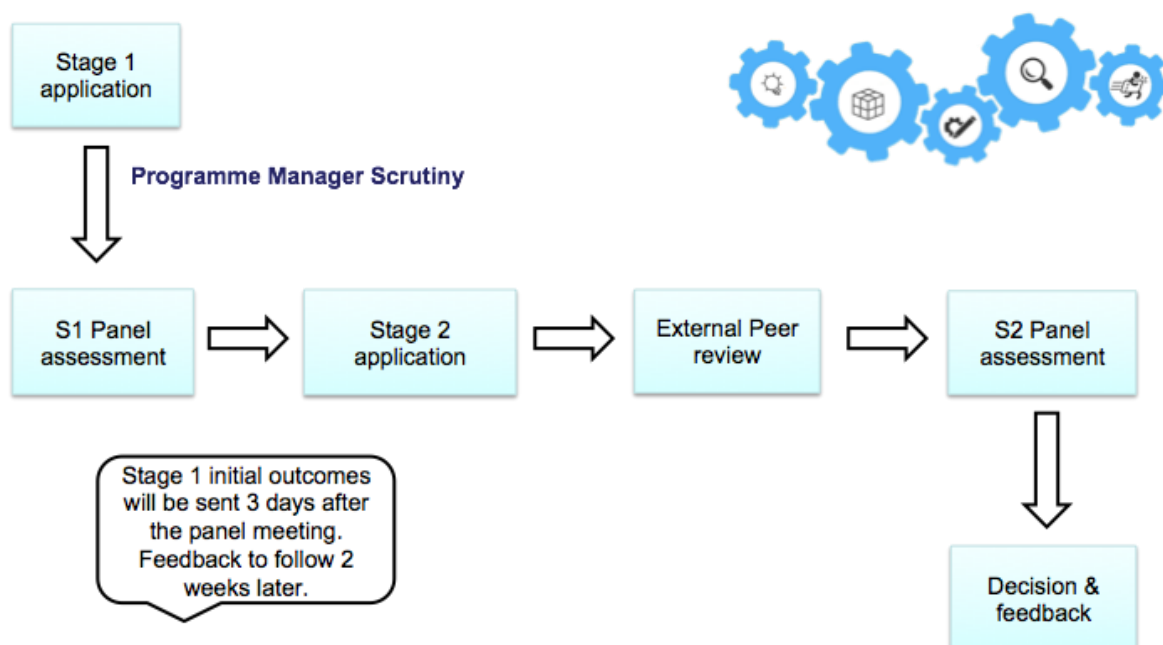 Stage 1
application
Programme Manager Scrutiny
S1 Panel
assessment
Stage 2
application
External Peer
review
S2 Panel
assessment
Stage 1 initial outcomes
will be sent 3 days after
the panel meeting.
Feedback to follow 2
weeks later.
Decision &
feedback